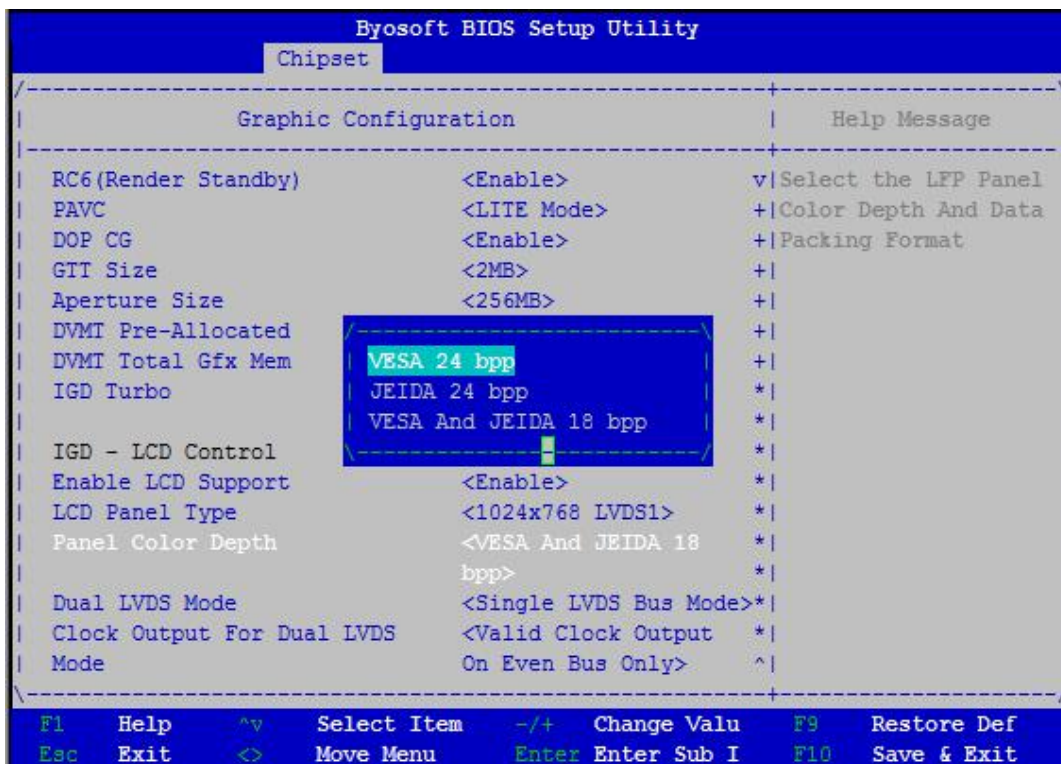 Byosoft BIOS Setup Utility
Chipset
Graphic Configuration
Help Message
RC6(Render Standby) <Enable>
PAVC <LITE Mode>
DOP CG <Enable>
GTT Size <2MB>
Aperture Size <256MB>
DVMT Pre-Allocated
DVMT Total Gfx Mem
IGD Turbo
VESA 24 bpp
JEIDA 24 bpp
VESA And JEIDA 18 bpp
IGD - LCD Control
Enable LCD Support <Enable>
LCD Panel Type <1024x768 LVDS1>
Panel Color Depth <VESA And JEIDA 18
bpp>
Dual LVDS Mode <Single LVDS Bus Mode>
Clock Output For Dual LVDS <Valid Clock Output
Mode On Even Bus Only>
Select the LFP Panel
Color Depth And Data
Packing Format
F1 Help ^v Select Item -/+ Change Valu F9 Restore Def
Esc Exit <> Move Menu Enter Enter Sub I F10 Save & Exit